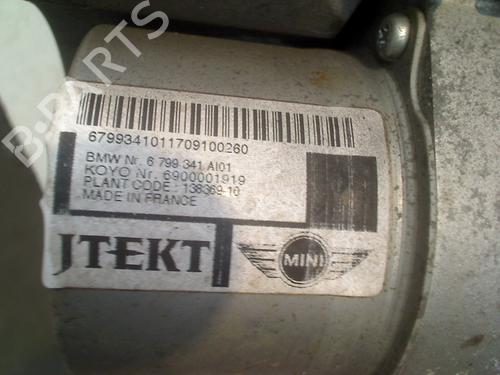 B-PARTS
6799341011709100260
BMW Nr. 6 799 341 AI01
KOYO Nr. 6900001919
PLANT CODE : 138369-10
MADE IN FRANCE
JTEKT
MINI